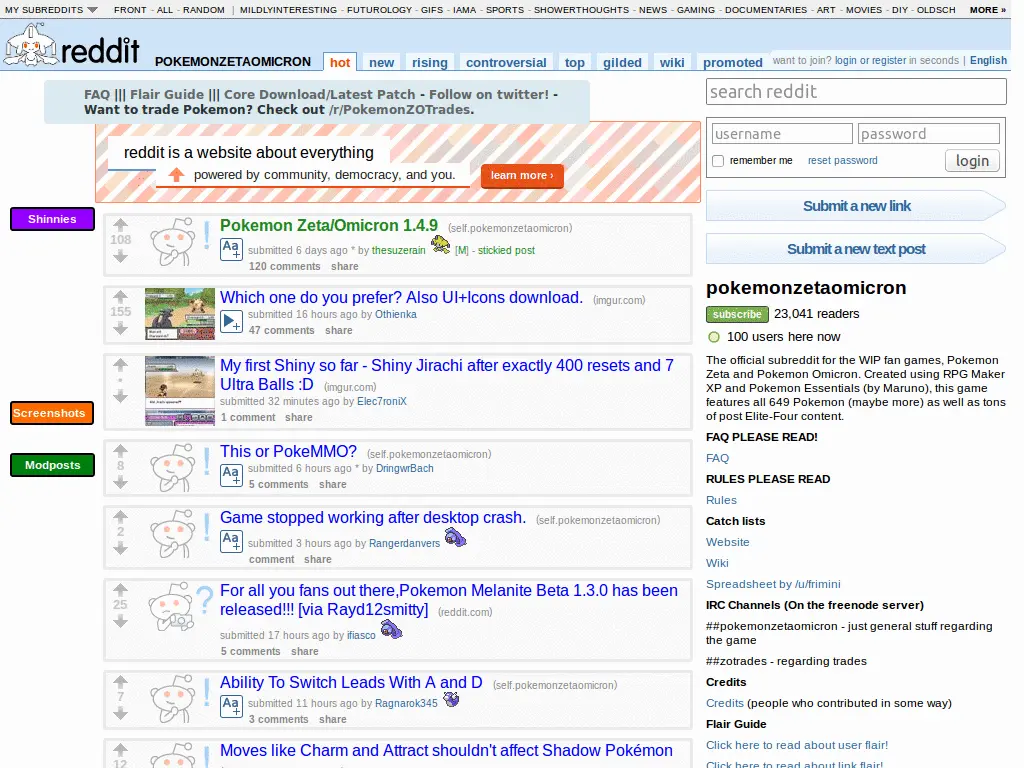 MY SUBREDDITS FRONT - ALL - RANDOM | MILDLYINTERESTING - FUTUROLOGY - GIFS - IAMA - SPORTS - SHOWERTHOUGHTS - NEWS - GAMING - DOCUMENTARIES - ART - MOVIES - DIY - OLDSCH MORE »
reddit POKEMONZETAOMICRON hot new rising controversial top gilded wiki promoted want to join? login or register in seconds | English
FAQ ||| Flair Guide ||| Core Download/Latest Patch - Follow on twitter! -
Want to trade Pokemon? Check out /r/PokemonZOTrades.
reddit is a website about everything
powered by community, democracy, and you. learn more ›
Shinnies
Screenshots
Modposts
108
Pokemon Zeta/Omicron 1.4.9 (self.pokemonzetaomicron)
Aa+ submitted 6 days ago * by thesuzerain [M] - stickied post
120 comments share
155
Which one do you prefer? Also UI+Icons download. (imgur.com)
submitted 16 hours ago by Othienka
47 comments share
•
My first Shiny so far - Shiny Jirachi after exactly 400 resets and 7
Ultra Balls :D (imgur.com)
submitted 32 minutes ago by Elec7roniX
1 comment share
8
This or PokeMMO? (self.pokemonzetaomicron)
Aa+ submitted 6 hours ago * by DringwrBach
5 comments share
2
Game stopped working after desktop crash. (self.pokemonzetaomicron)
Aa+ submitted 3 hours ago by Rangerdanvers
comment share
25
For all you fans out there,Pokemon Melanite Beta 1.3.0 has been
released!!! [via Rayd12smitty] (reddit.com)
submitted 17 hours ago by ifiasco
5 comments share
7
Ability To Switch Leads With A and D (self.pokemonzetaomicron)
Aa+ submitted 11 hours ago by Ragnarok345
3 comments share
12
Moves like Charm and Attract shouldn't affect Shadow Pokémon
search reddit
username password
remember me reset password login
Submit a new link
Submit a new text post
pokemonzetaomicron
subscribe 23,041 readers
100 users here now
The official subreddit for the WIP fan games, Pokemon
Zeta and Pokemon Omicron. Created using RPG Maker
XP and Pokemon Essentials (by Maruno), this game
features all 649 Pokemon (maybe more) as well as tons
of post Elite-Four content.
FAQ PLEASE READ!
FAQ
RULES PLEASE READ
Rules
Catch lists
Website
Wiki
Spreadsheet by /u/frimini
IRC Channels (On the freenode server)
##pokemonzetaomicron - just general stuff regarding
the game
##zotrades - regarding trades
Credits
Credits (people who contributed in some way)
Flair Guide
Click here to read about user flair!
Click here to read about link flair!